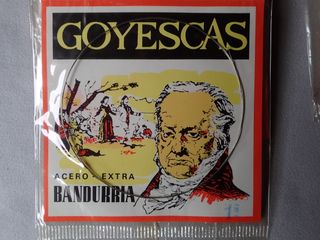 GOYESCAS
ACERO - EXTRA
BANDURRIA